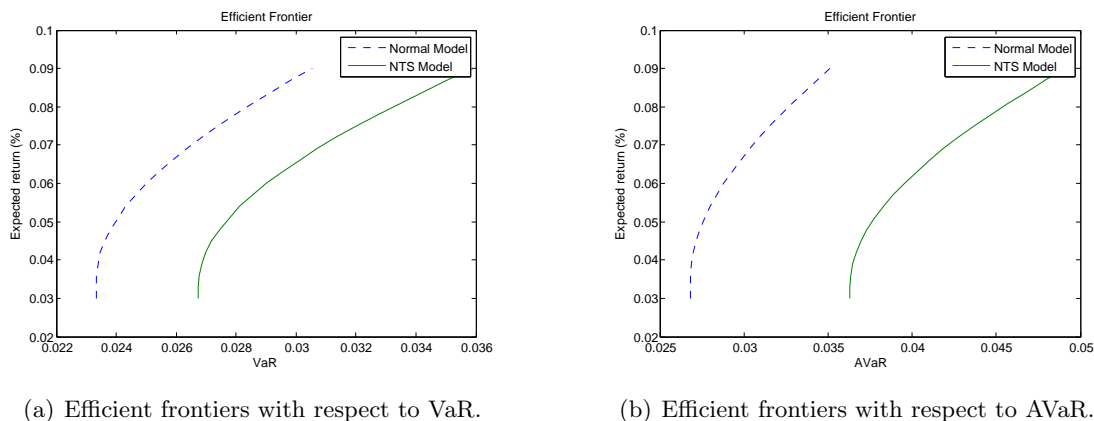 Efficient Frontier
0.1
0.09
0.08
0.07
0.06
0.05
0.04
0.03
0.02
Expected return (%)
Normal Model
NTS Model
0.022 0.024 0.026 0.028 0.03 0.032 0.034 0.036
VaR
(a) Efficient frontiers with respect to VaR.
Efficient Frontier
0.1
0.09
0.08
0.07
0.06
0.05
0.04
0.03
0.02
Expected return (%)
Normal Model
NTS Model
0.025 0.03 0.035 0.04 0.045 0.05
AVaR
(b) Efficient frontiers with respect to AVaR.